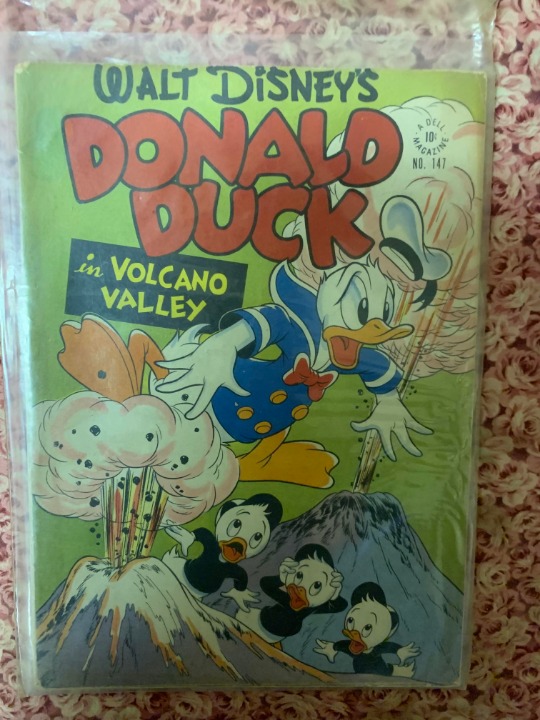 WALT DISNEY'S
DONALD
DUCK
in VOLCANO
VALLEY
A DELL
10¢
MAGAZINE
NO. 147